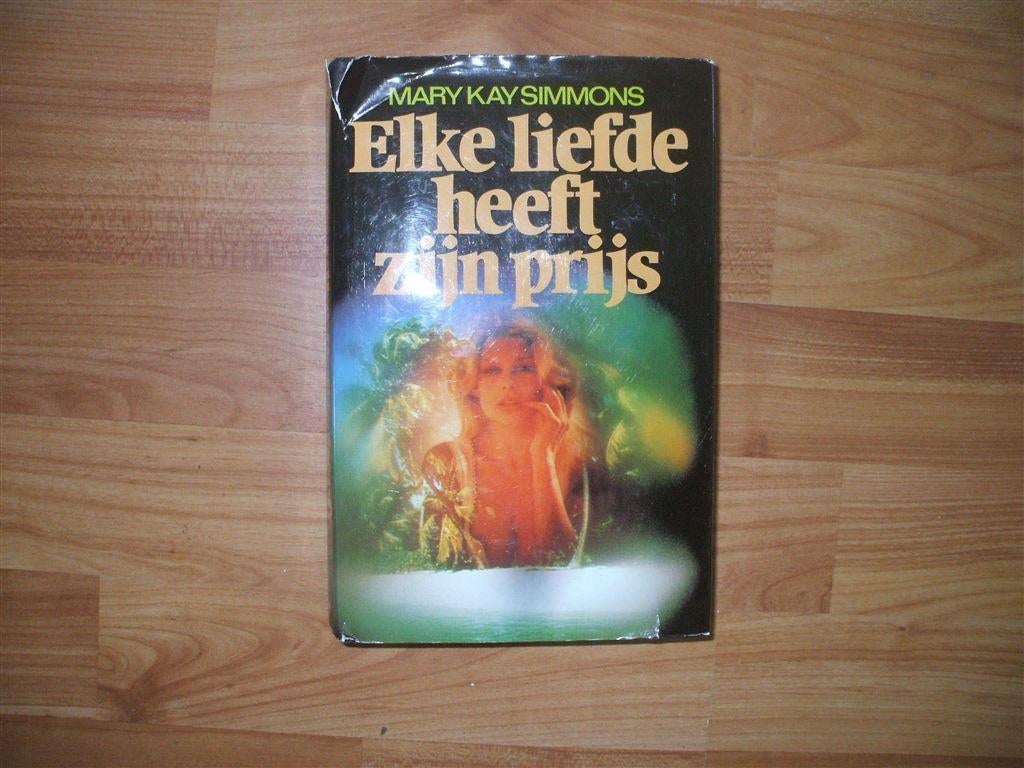 MARY KAY SIMMONS
Elke liefde
heeft
zijn prijs